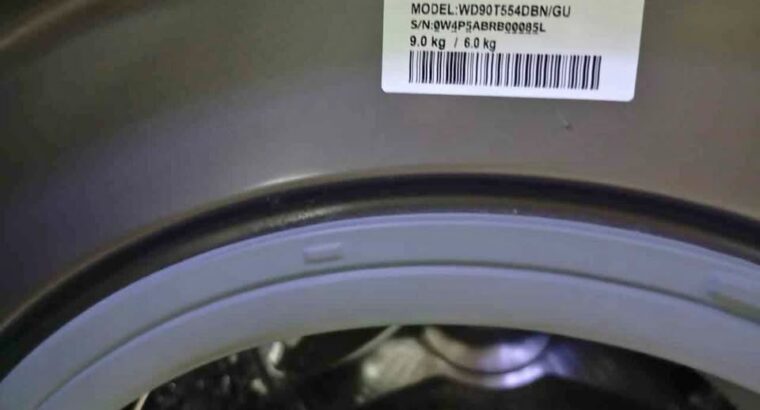 MODEL:WD90T554DBN/GU
S/N:0W4P5ABRB00085L
9.0 kg / 6.0 kg